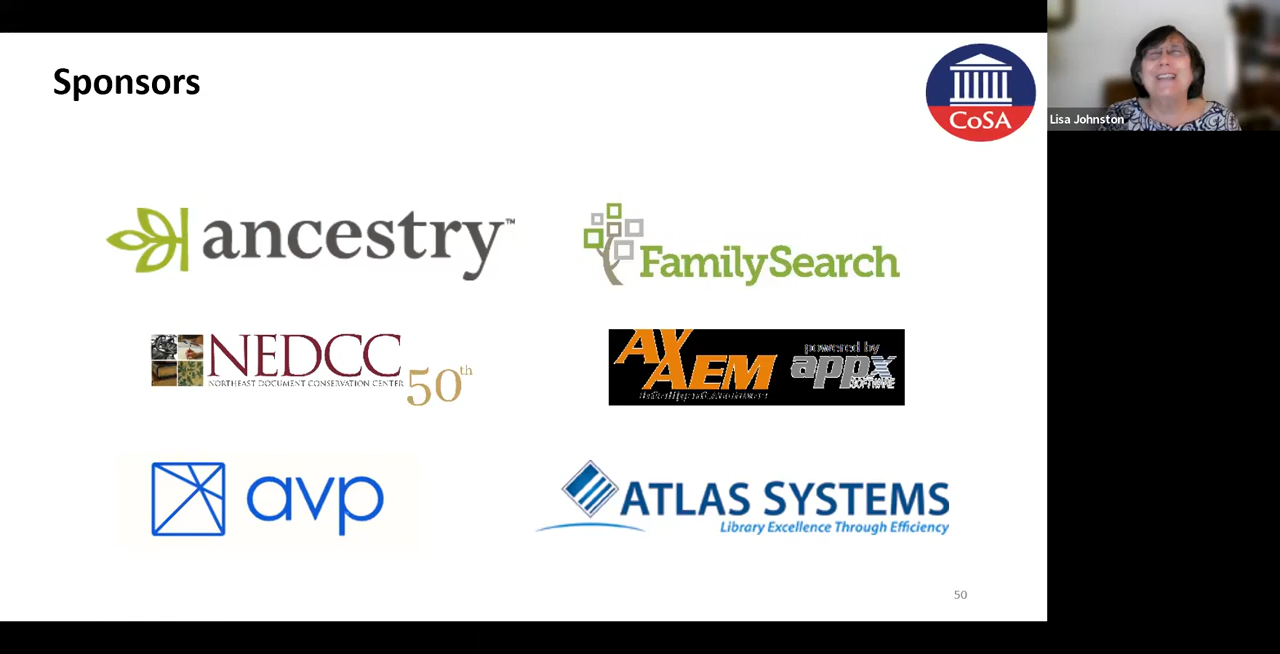 Sponsors
CoSA
Lisa Johnston
ancestry™
FamilySearch
NEDCC
NORTHEAST DOCUMENT CONSERVATION CENTER
50th
AXAEM
powered by
appx
SOFTWARE
avp
ATLAS SYSTEMS
Library Excellence Through Efficiency
50